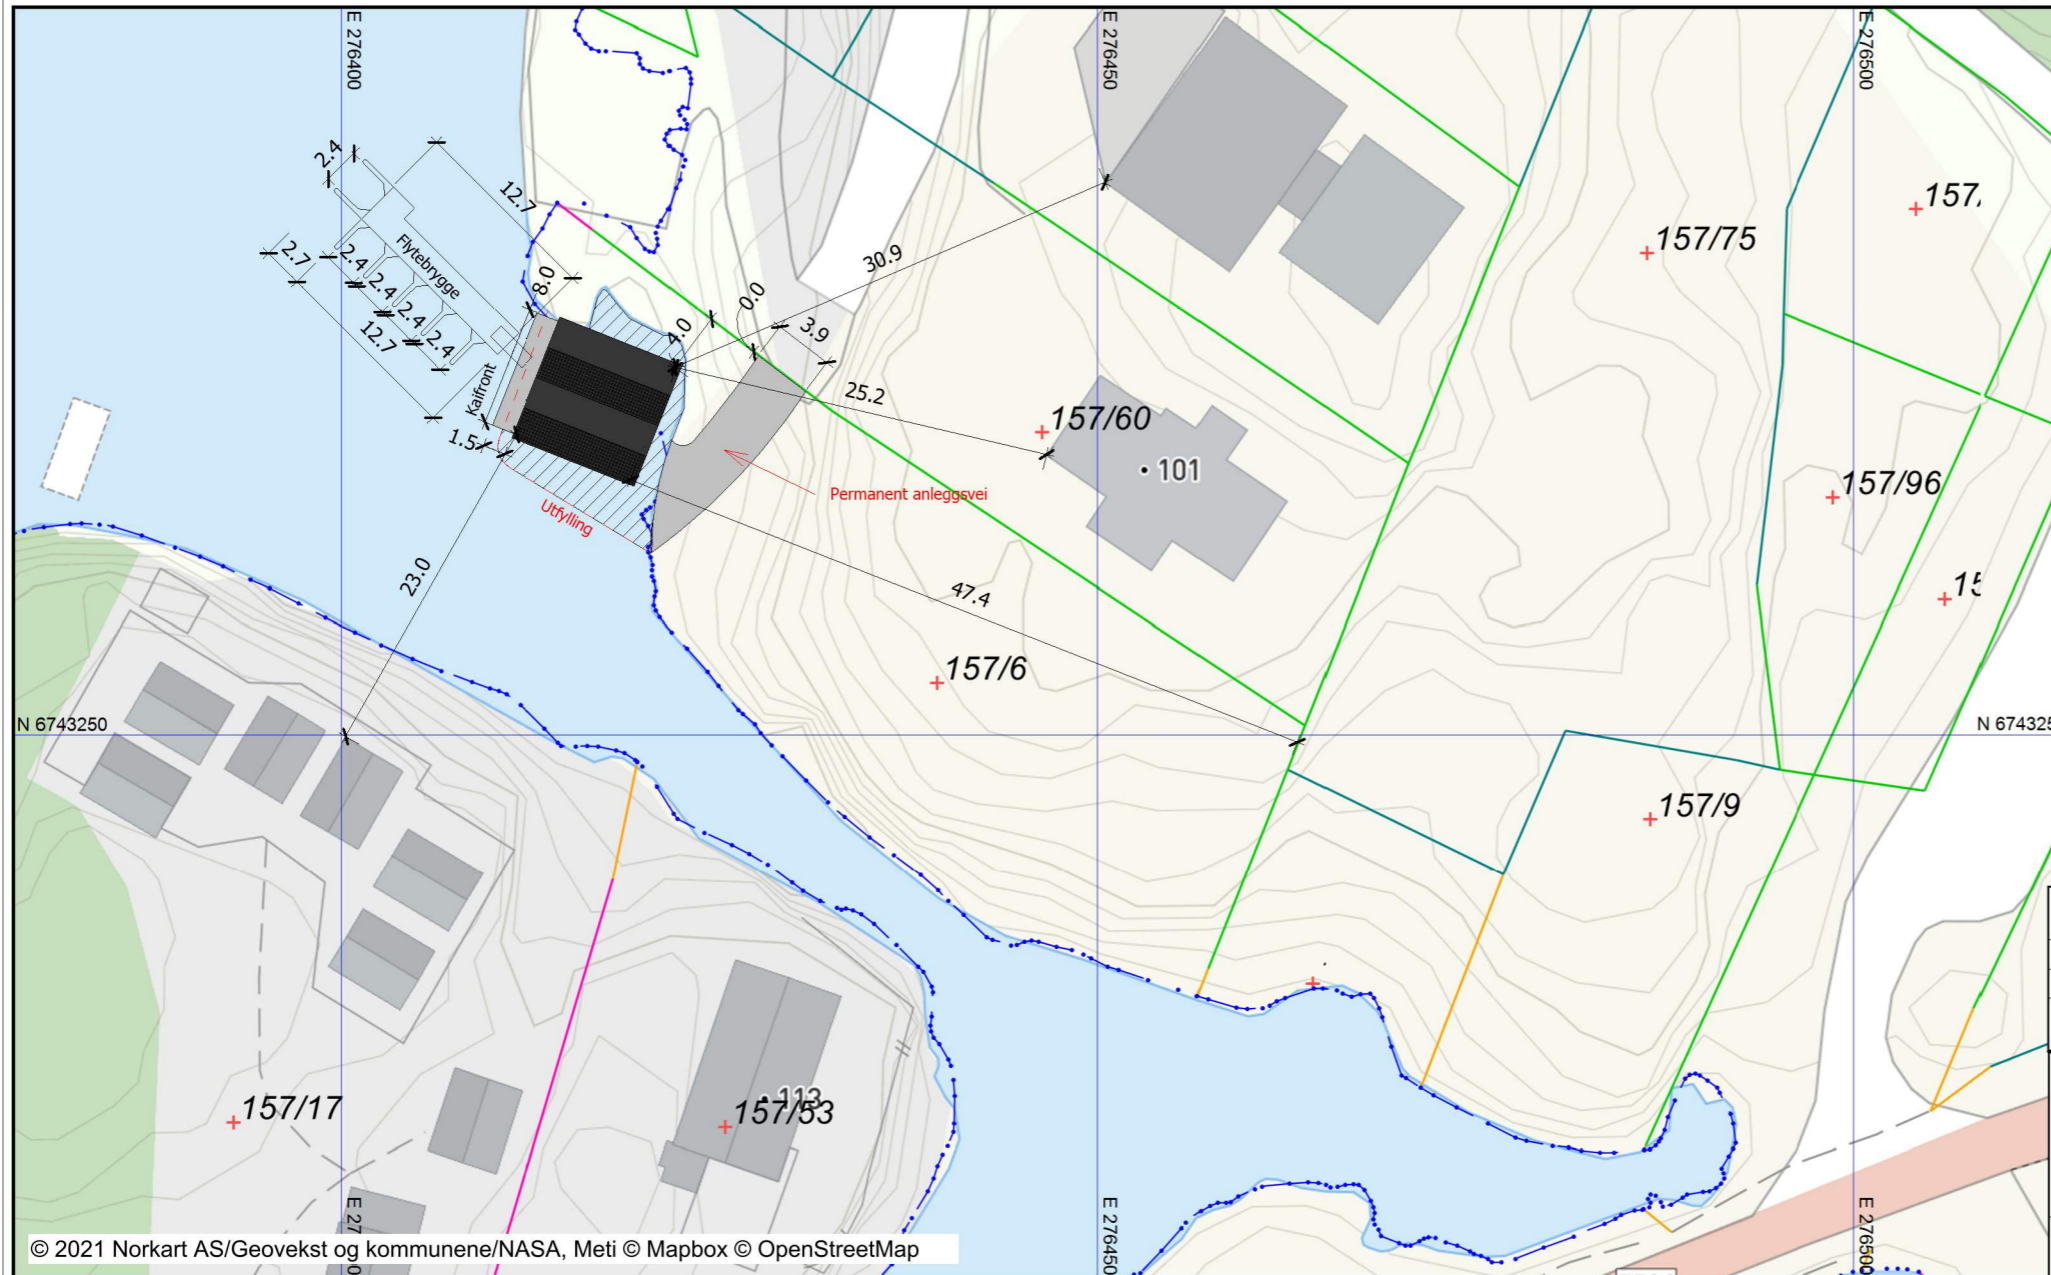 E 276400
E 276450
E 276500
2.4
12.7
157/75
30.9
Flytebrygge
2.7
2.4
2.4
2.4
2.4
8.0
0.0
4.0
3.9
12.7
25.2
Kaifront
157/60
1.5
101
157/96
Permanent anleggsvei
Utfylling
23.0
47.4
157/6
N 6743250
157/9
113
157/17
157/53
E 276450
E 276500
© 2021 Norkart AS/Geovekst og kommunene/NASA, Meti © Mapbox © OpenStreetMap